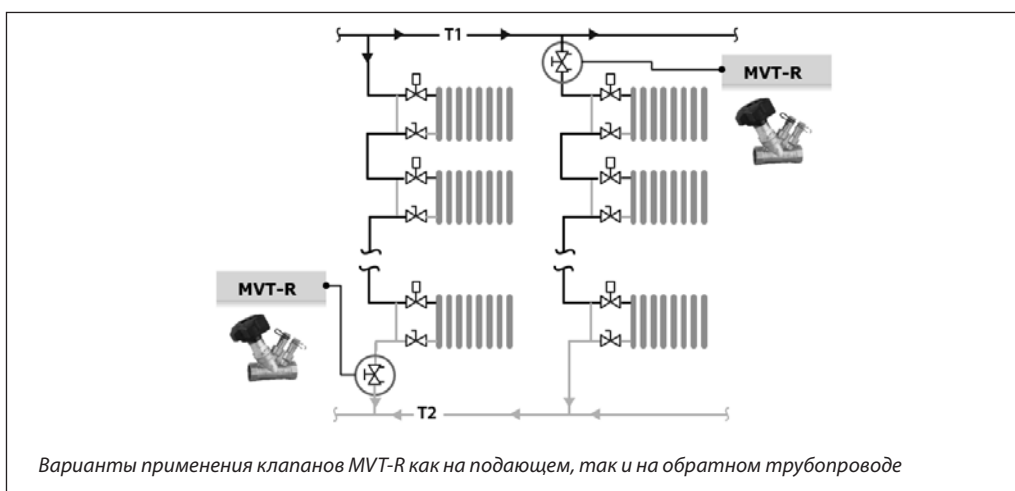 T1
MVT-R
MVT-R
T2
Варианты применения клапанов MVT-R как на подающем, так и на обратном трубопроводе